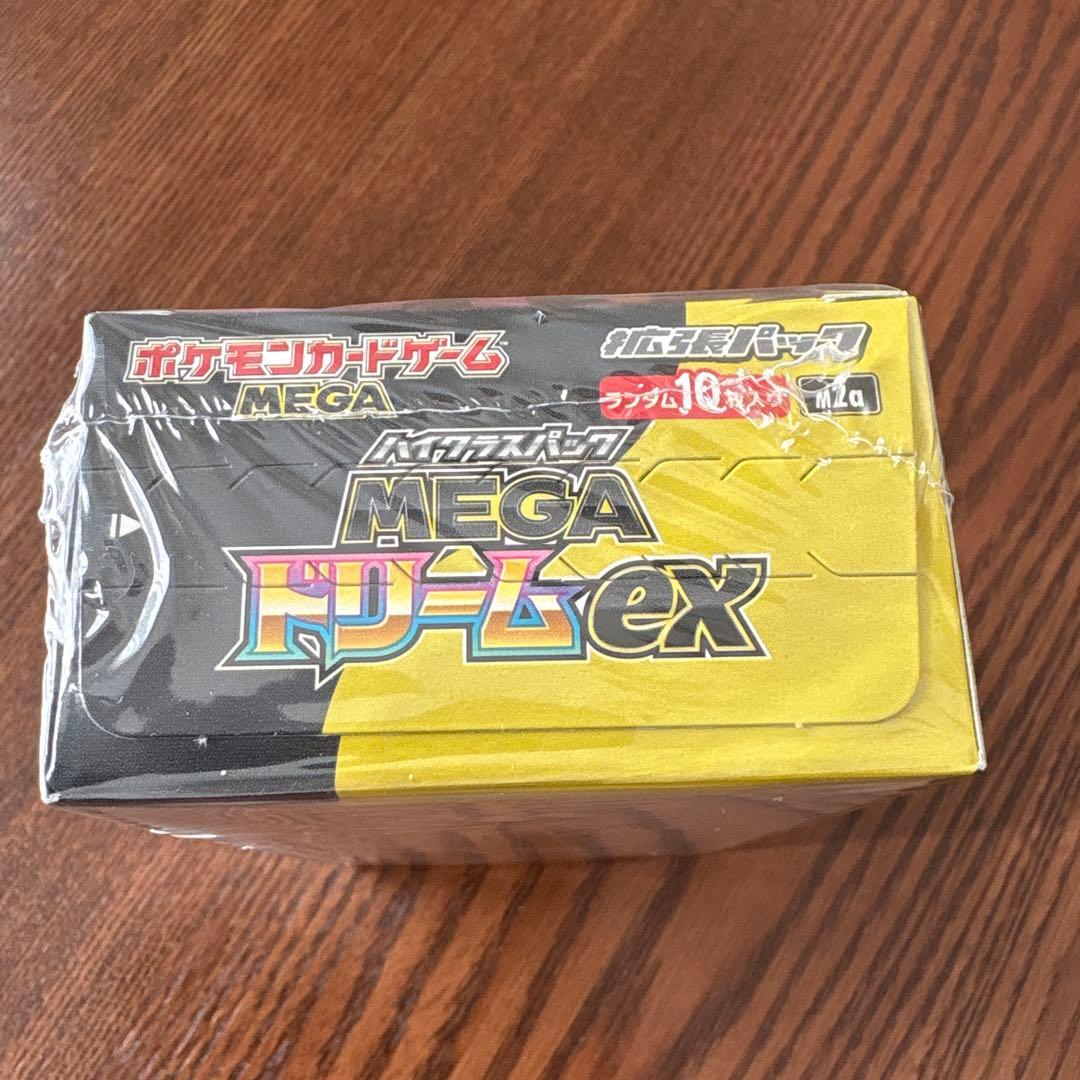 ポケモンカードゲーム™
MEGA
拡張パック
ランダム10枚入り
M2a
ハイクラスパック
MEGA
ドリームex